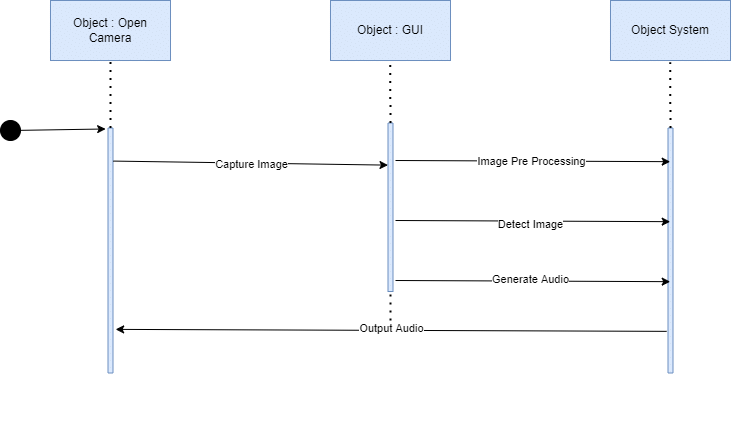 Object : Open
Camera
Object : GUI
Object System
Capture Image
Image Pre Processing
Detect Image
Generate Audio
Output Audio